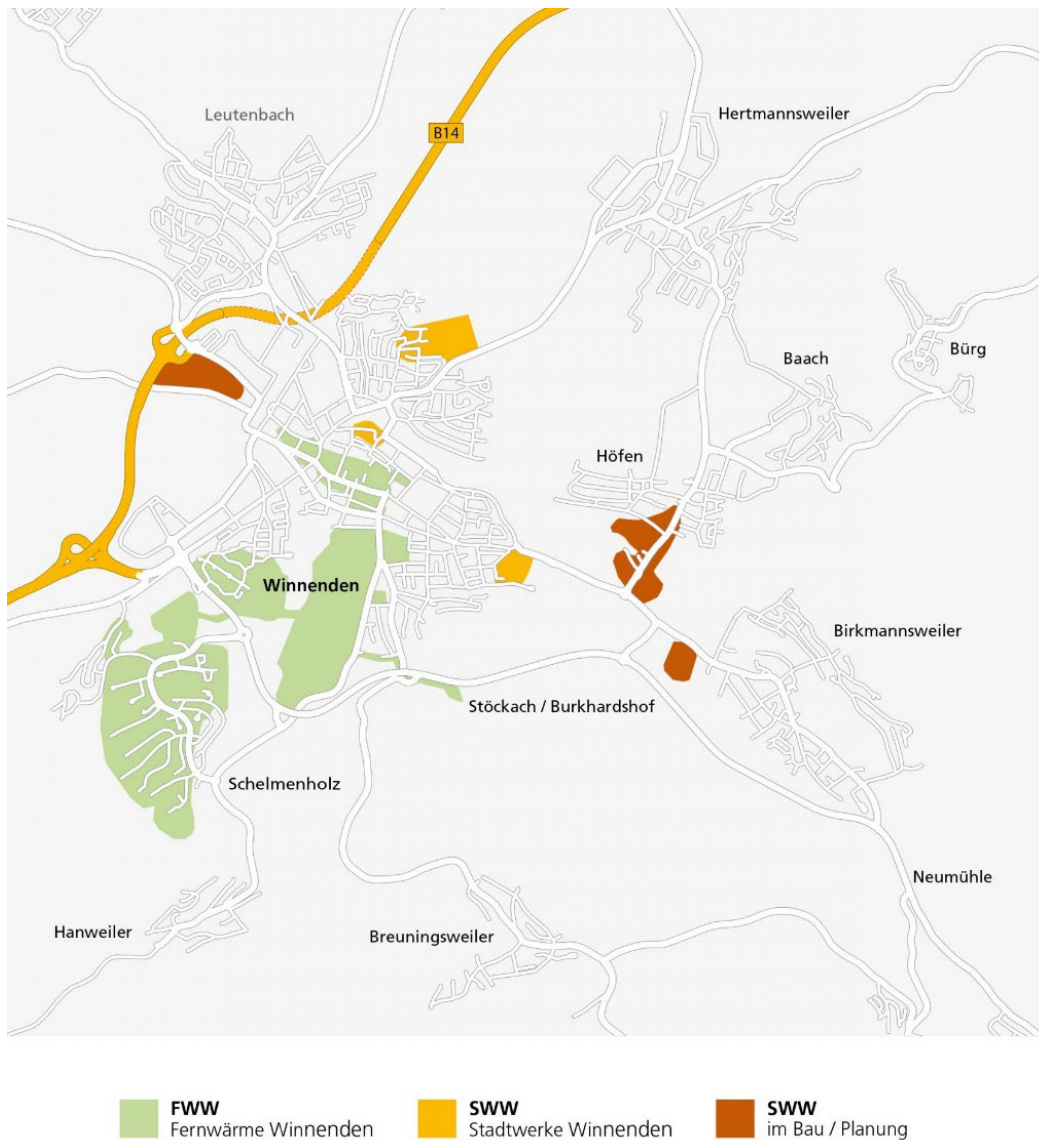 Leutenbach
Hertmannsweiler
B14
Baach
Bürg
Höfen
Winnenden
Birkmannsweiler
Stöckach / Burkhardshof
Schelmenholz
Neumühle
Hanweiler
Breuningsweiler
FWW
Fernwärme Winnenden
SWW
Stadtwerke Winnenden
SWW
im Bau / Planung